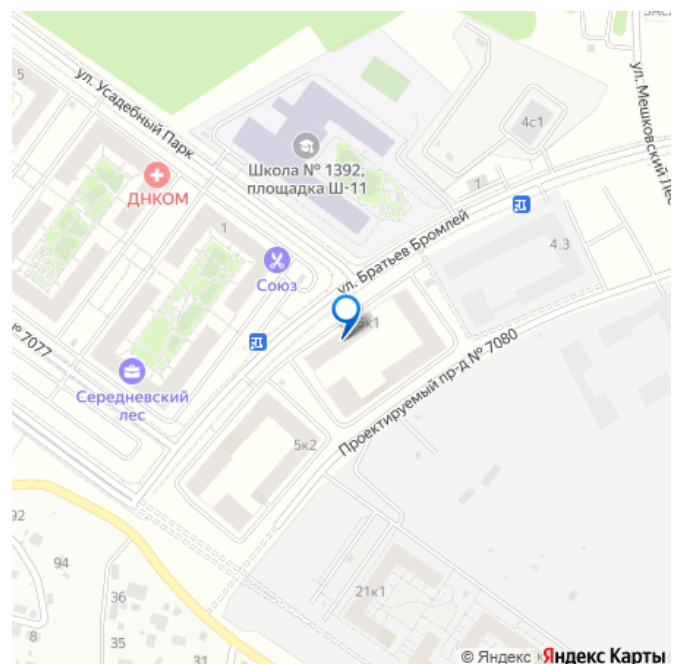 5
ул. Усадебный Парк
ул. Мешковский Лес
4с1
Школа № 1392,
площадка Ш-11
ДНКОМ
1
1
ул. Братьев Бромлей
4.3
Союз
№ 7077
5к1
Середневский
лес
Проектируемый пр-д № 7080
5к2
92
94
36
21к1
8
35
31
© Яндекс
Яндекс Карты